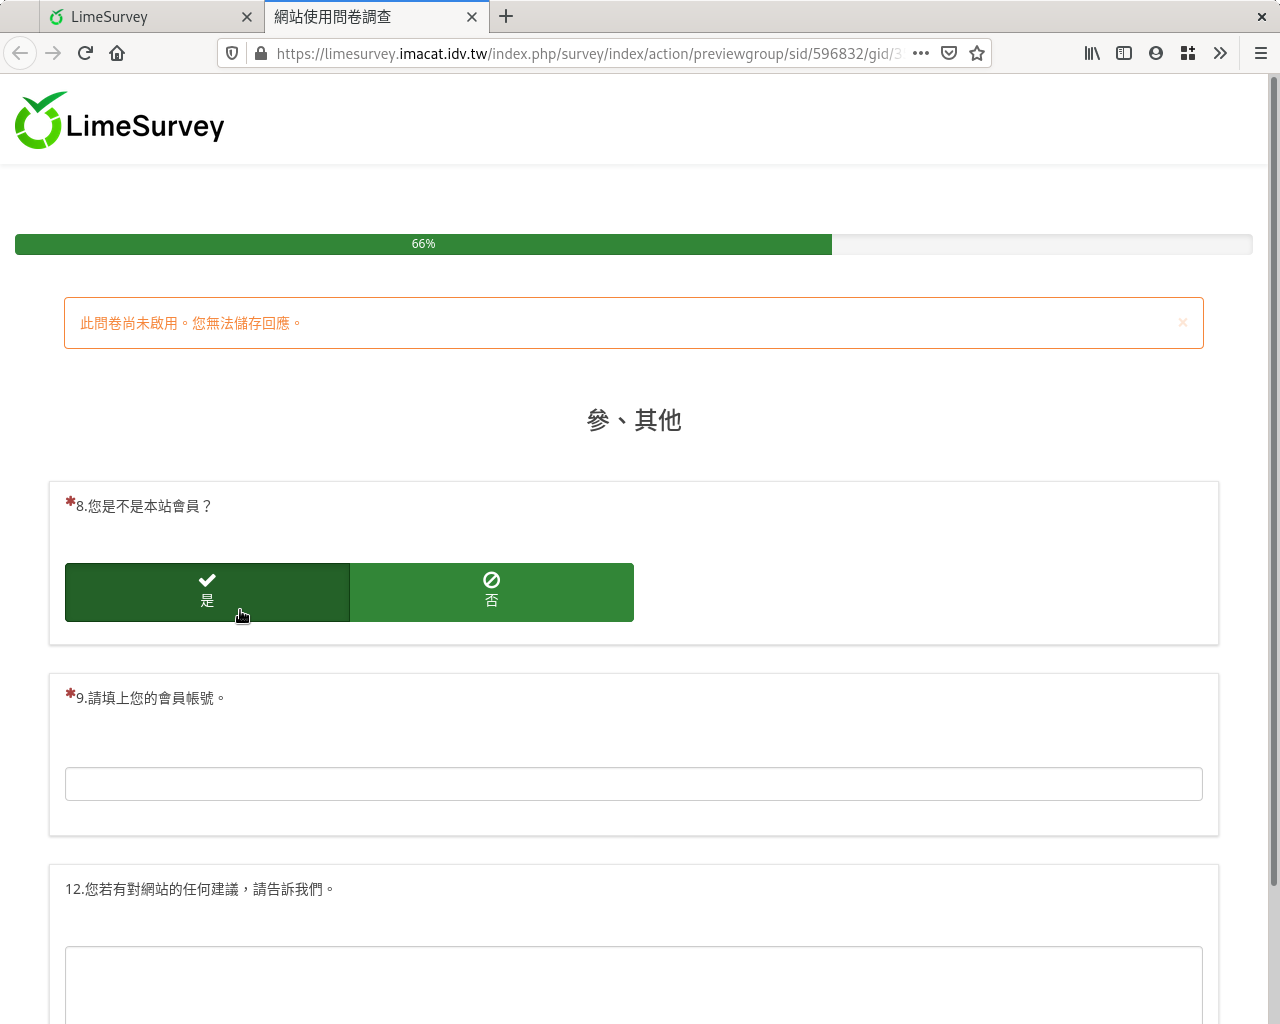 LimeSurvey
網站使用問卷調查
https://limesurvey.imacat.idv.tw/index.php/survey/index/action/previewgroup/sid/596832/gid/3
LimeSurvey
66%
此問卷尚未啟用。您無法儲存回應。
參、其他
✱8.您是不是本站會員？
是
否
✱9.請填上您的會員帳號。
12.您若有對網站的任何建議，請告訴我們。